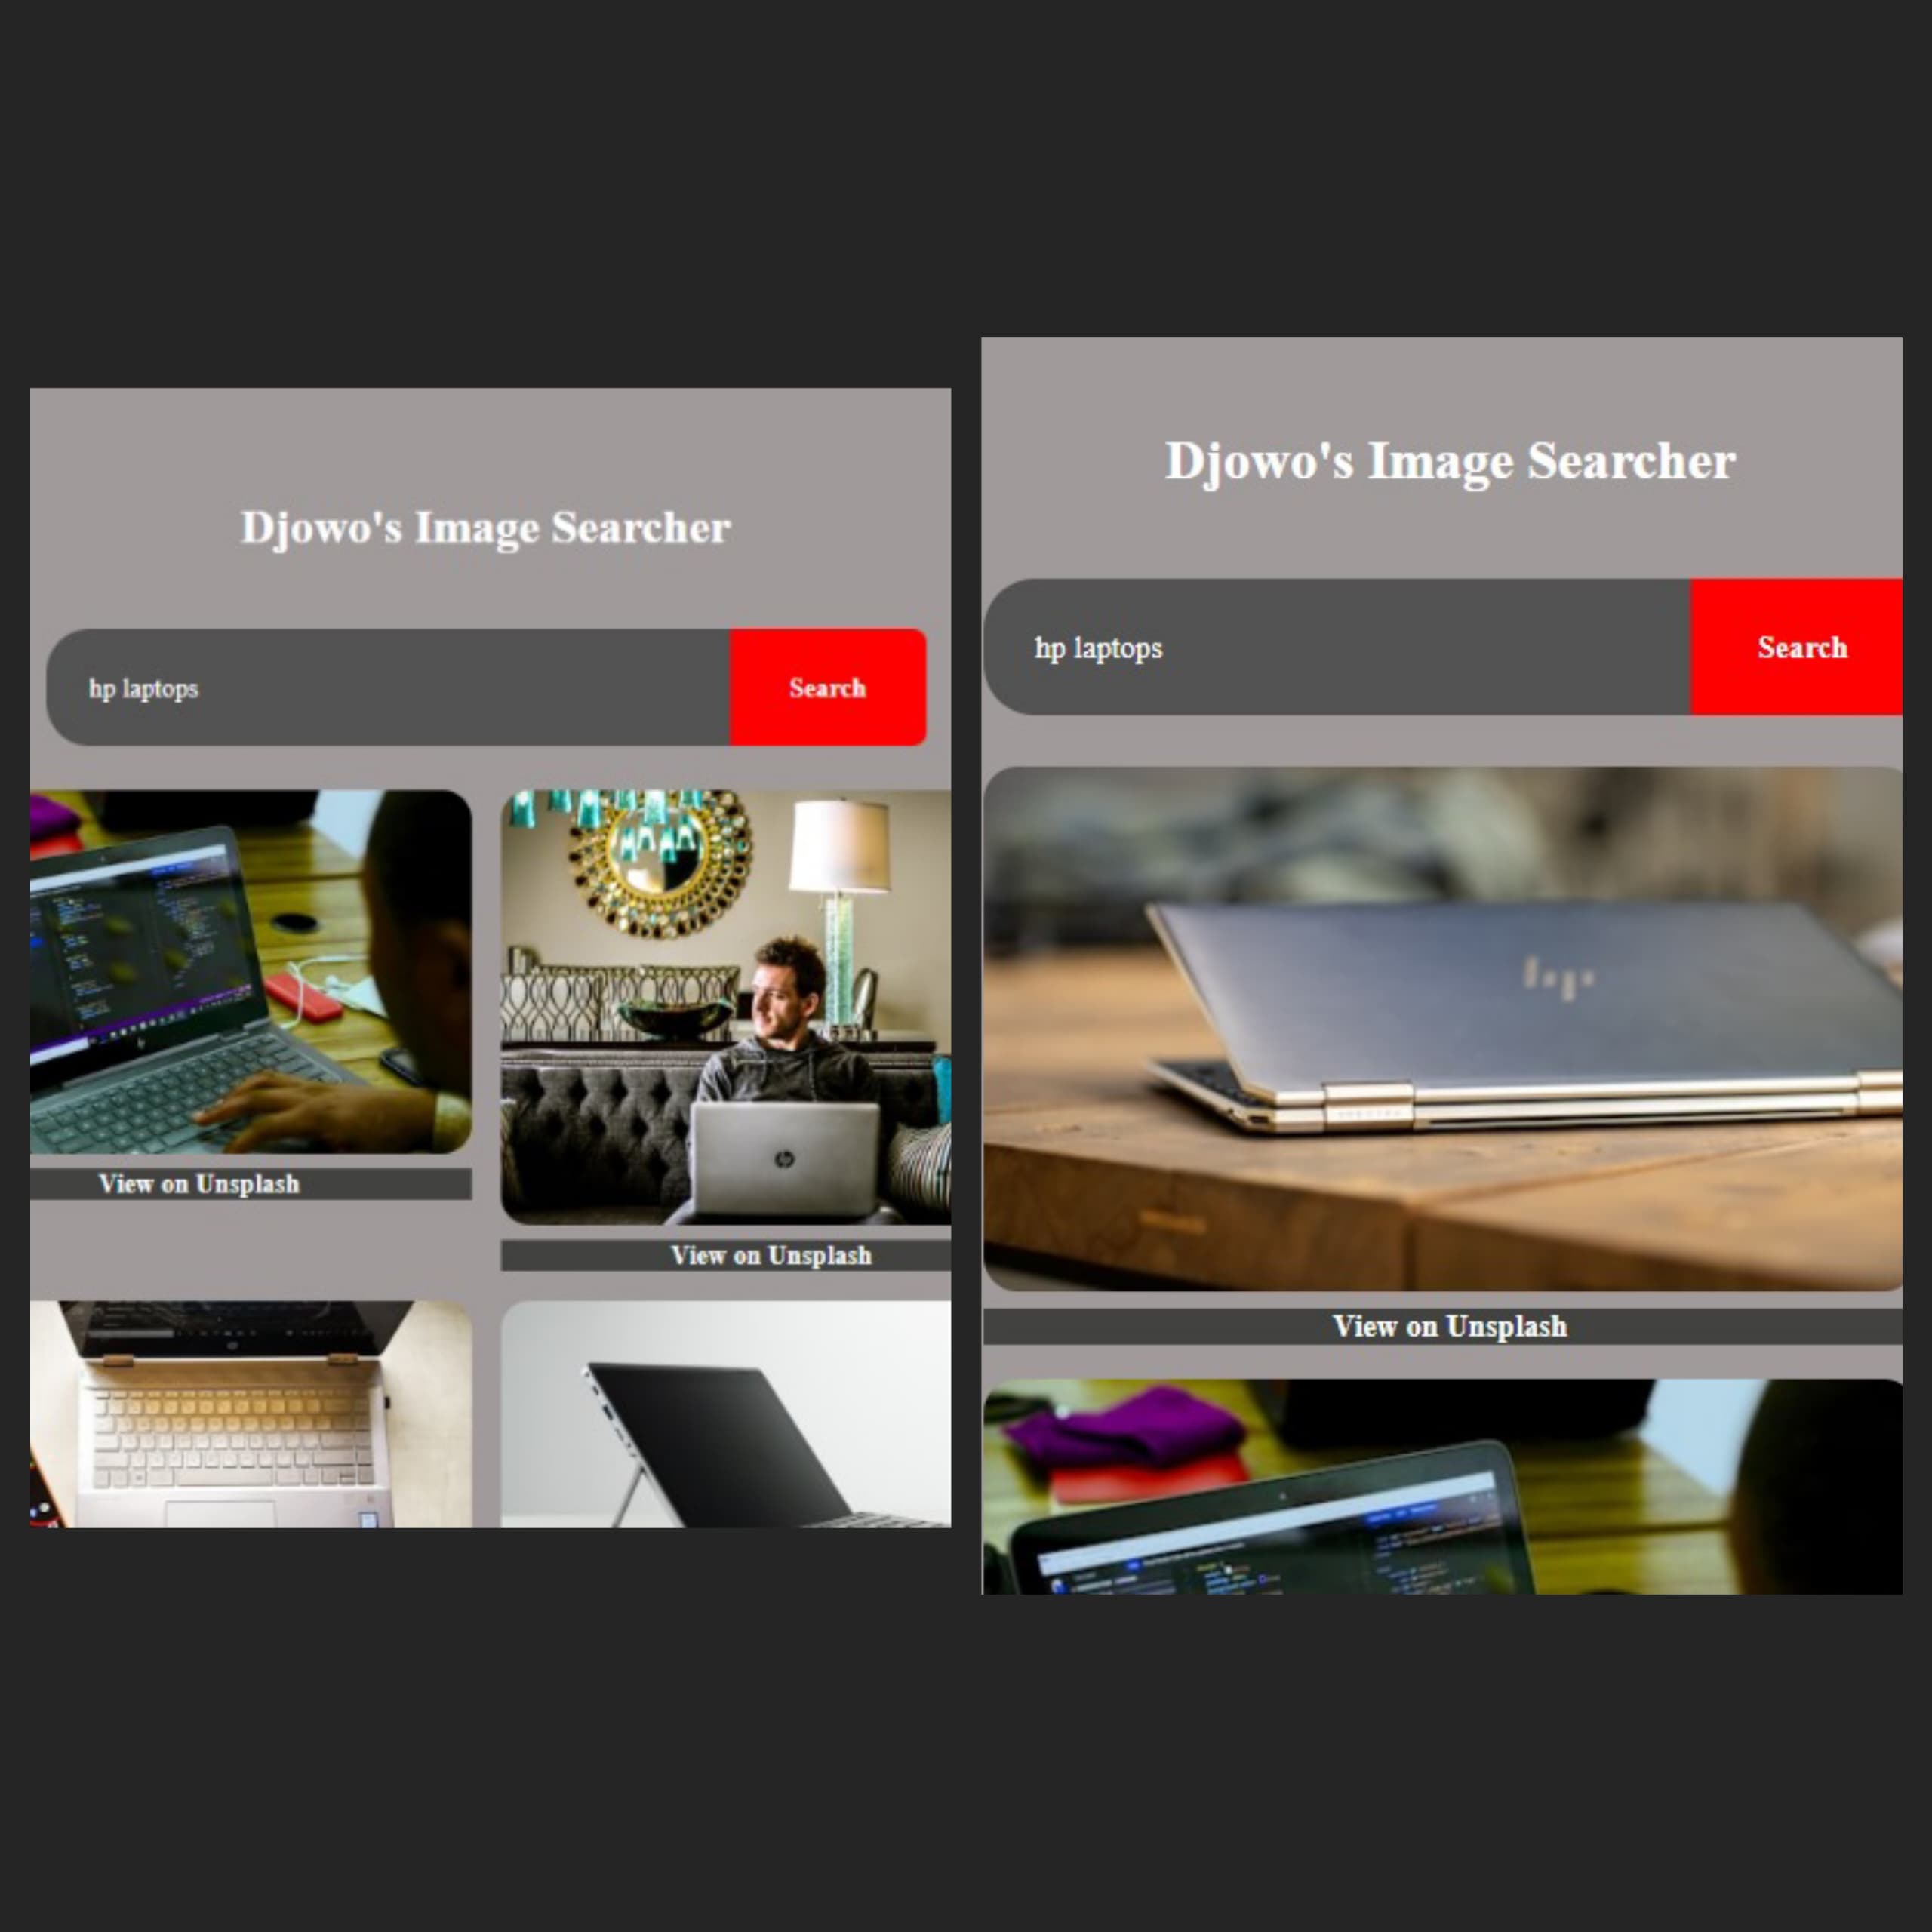 Djowo's Image Searcher
hp laptops
Search
View on Unsplash
View on Unsplash
Djowo's Image Searcher
hp laptops
Search
hp
View on Unsplash